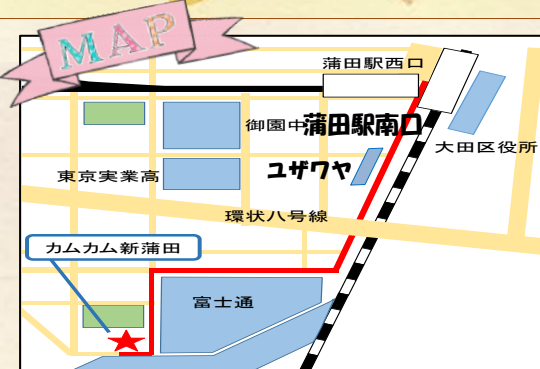 MAP
蒲田駅西口
御園中
蒲田駅南口
大田区役所
ユザワヤ
東京実業高
環状八号線
カムカム新蒲田
富士通